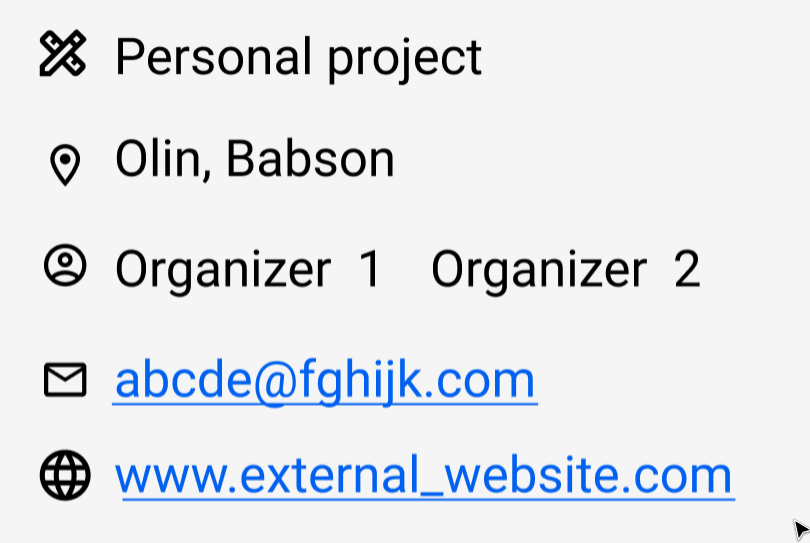 Personal project
Olin, Babson
Organizer 1 Organizer 2
abcde@fghijk.com
www.external_website.com